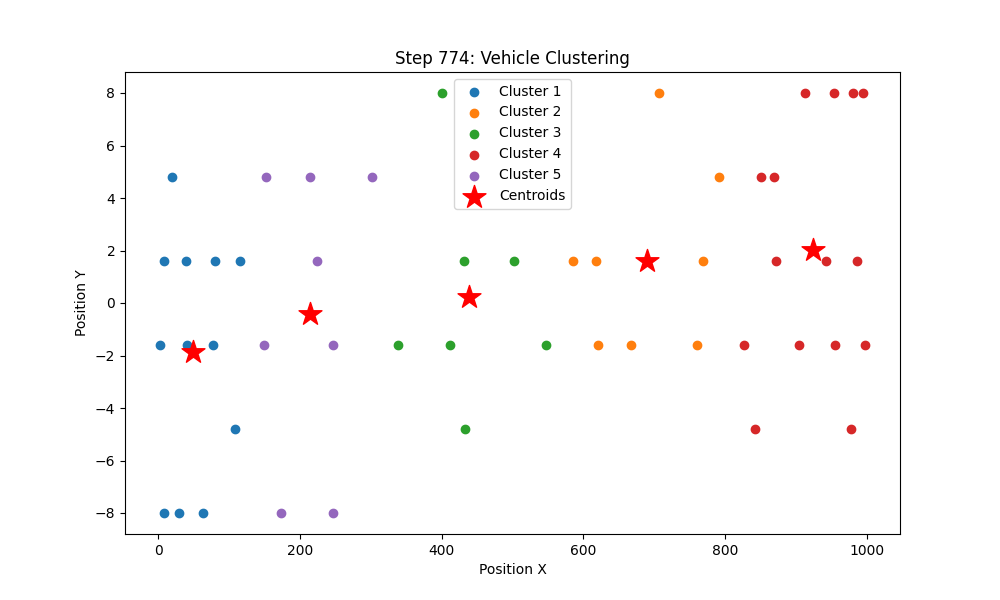 Step 774: Vehicle Clustering
Cluster 1
Cluster 2
Cluster 3
Cluster 4
Cluster 5
Centroids
Position Y
8
6
4
2
0
−2
−4
−6
−8
0 200 400 600 800 1000
Position X